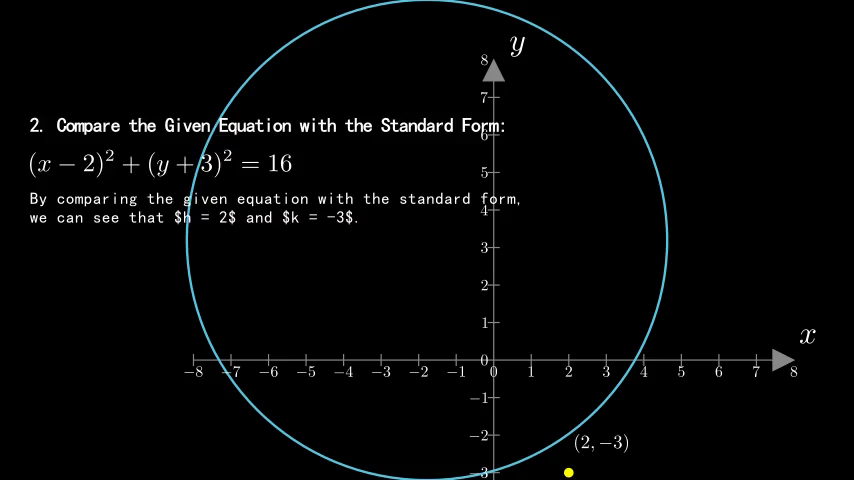 y
8
7
2. Compare the Given Equation with the Standard Form:
6
(x − 2)² + (y + 3)² = 16
5
By comparing the given equation with the standard form,
we can see that $h = 2$ and $k = -3$.
4
3
2
1
x
0
−8 −7 −6 −5 −4 −3 −2 −1 0 1 2 3 4 5 6 7 8
−1
−2
(2, −3)
−3